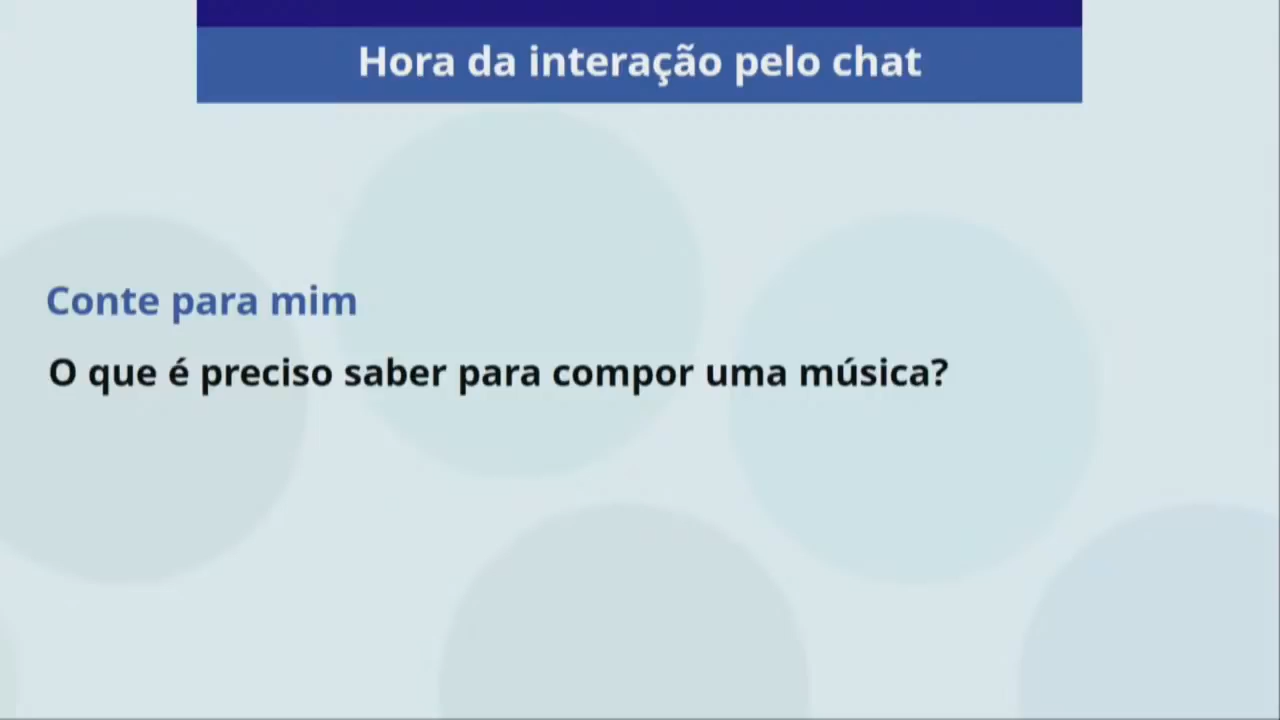 Hora da interação pelo chat
Conte para mim
O que é preciso saber para compor uma música?